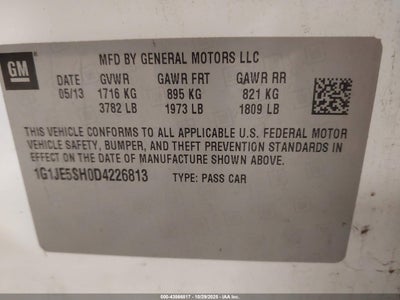 GM
MFD BY GENERAL MOTORS LLC
DATE GVWR GAWR FRT GAWR RR
05/13 1716 KG 895 KG 821 KG
3782 LB 1973 LB 1809 LB
THIS VEHICLE CONFORMS TO ALL APPLICABLE U.S. FEDERAL MOTOR
VEHICLE SAFETY, BUMPER, AND THEFT PREVENTION STANDARDS IN
EFFECT ON THE DATE OF MANUFACTURE SHOWN ABOVE.
1G1JE5SH0D4226813 TYPE: PASS CAR